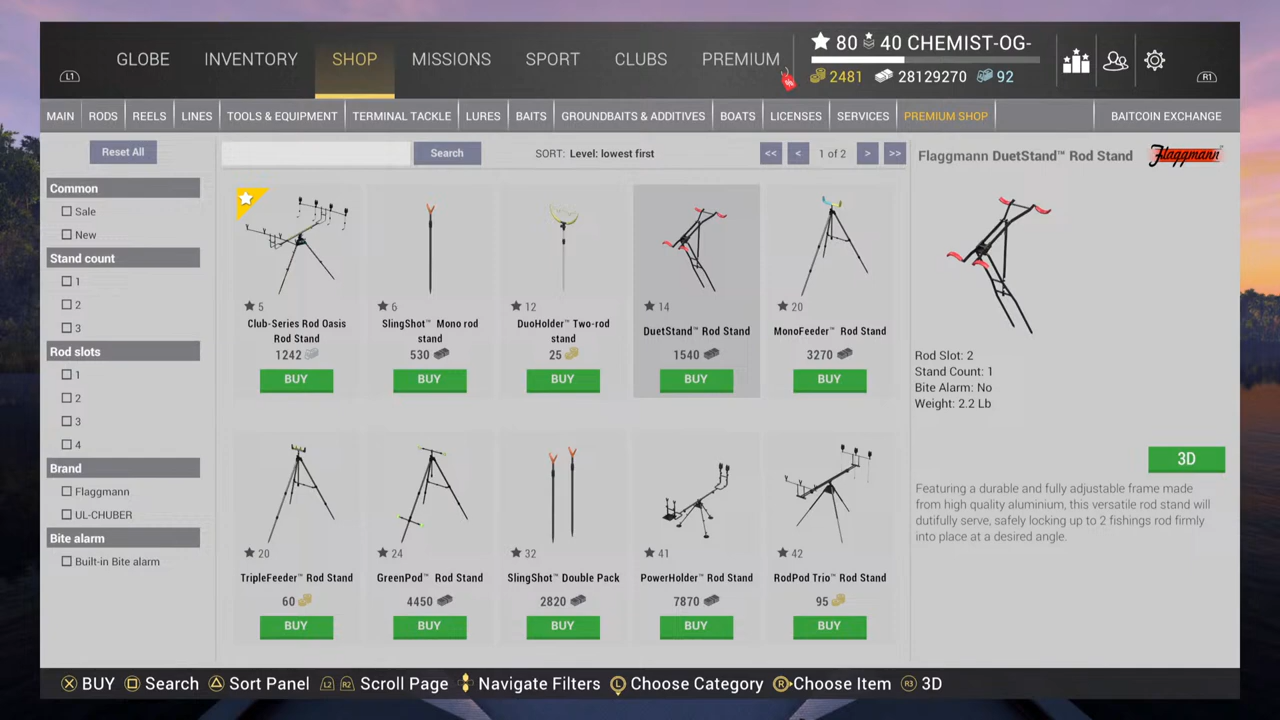 GLOBE INVENTORY SHOP MISSIONS SPORT CLUBS PREMIUM
80 40 CHEMIST-OG-
2481 28129270 92
L1
R1
MAIN RODS REELS LINES TOOLS & EQUIPMENT TERMINAL TACKLE LURES BAITS GROUNDBAITS & ADDITIVES BOATS LICENSES SERVICES PREMIUM SHOP BAITCOIN EXCHANGE
Reset All
Common
Sale
New
Stand count
1
2
3
Rod slots
1
2
3
4
Brand
Flaggmann
UL-CHUBER
Bite alarm
Built-in Bite alarm
Search SORT: Level: lowest first << < 1 of 2 > >>
5 6 12 14 20
Club-Series Rod Oasis
Rod Stand
1242
BUY
SlingShot™ Mono rod
stand
530
BUY
DuoHolder™ Two-rod
stand
25
BUY
DuetStand™ Rod Stand
1540
BUY
MonoFeeder™ Rod Stand
3270
BUY
20 24 32 41 42
TripleFeeder™ Rod Stand
60
BUY
GreenPod™ Rod Stand
4450
BUY
SlingShot™ Double Pack
2820
BUY
PowerHolder™ Rod Stand
7870
BUY
RodPod Trio™ Rod Stand
95
BUY
Flaggmann DuetStand™ Rod Stand
Flaggmann
Rod Slot: 2
Stand Count: 1
Bite Alarm: No
Weight: 2.2 Lb
3D
Featuring a durable and fully adjustable frame made
from high quality aluminium, this versatile rod stand will
dutifully serve, safely locking up to 2 fishings rod firmly
into place at a desired angle.
BUY Search Sort Panel L2 R2 Scroll Page Navigate Filters L Choose Category R Choose Item R3 3D